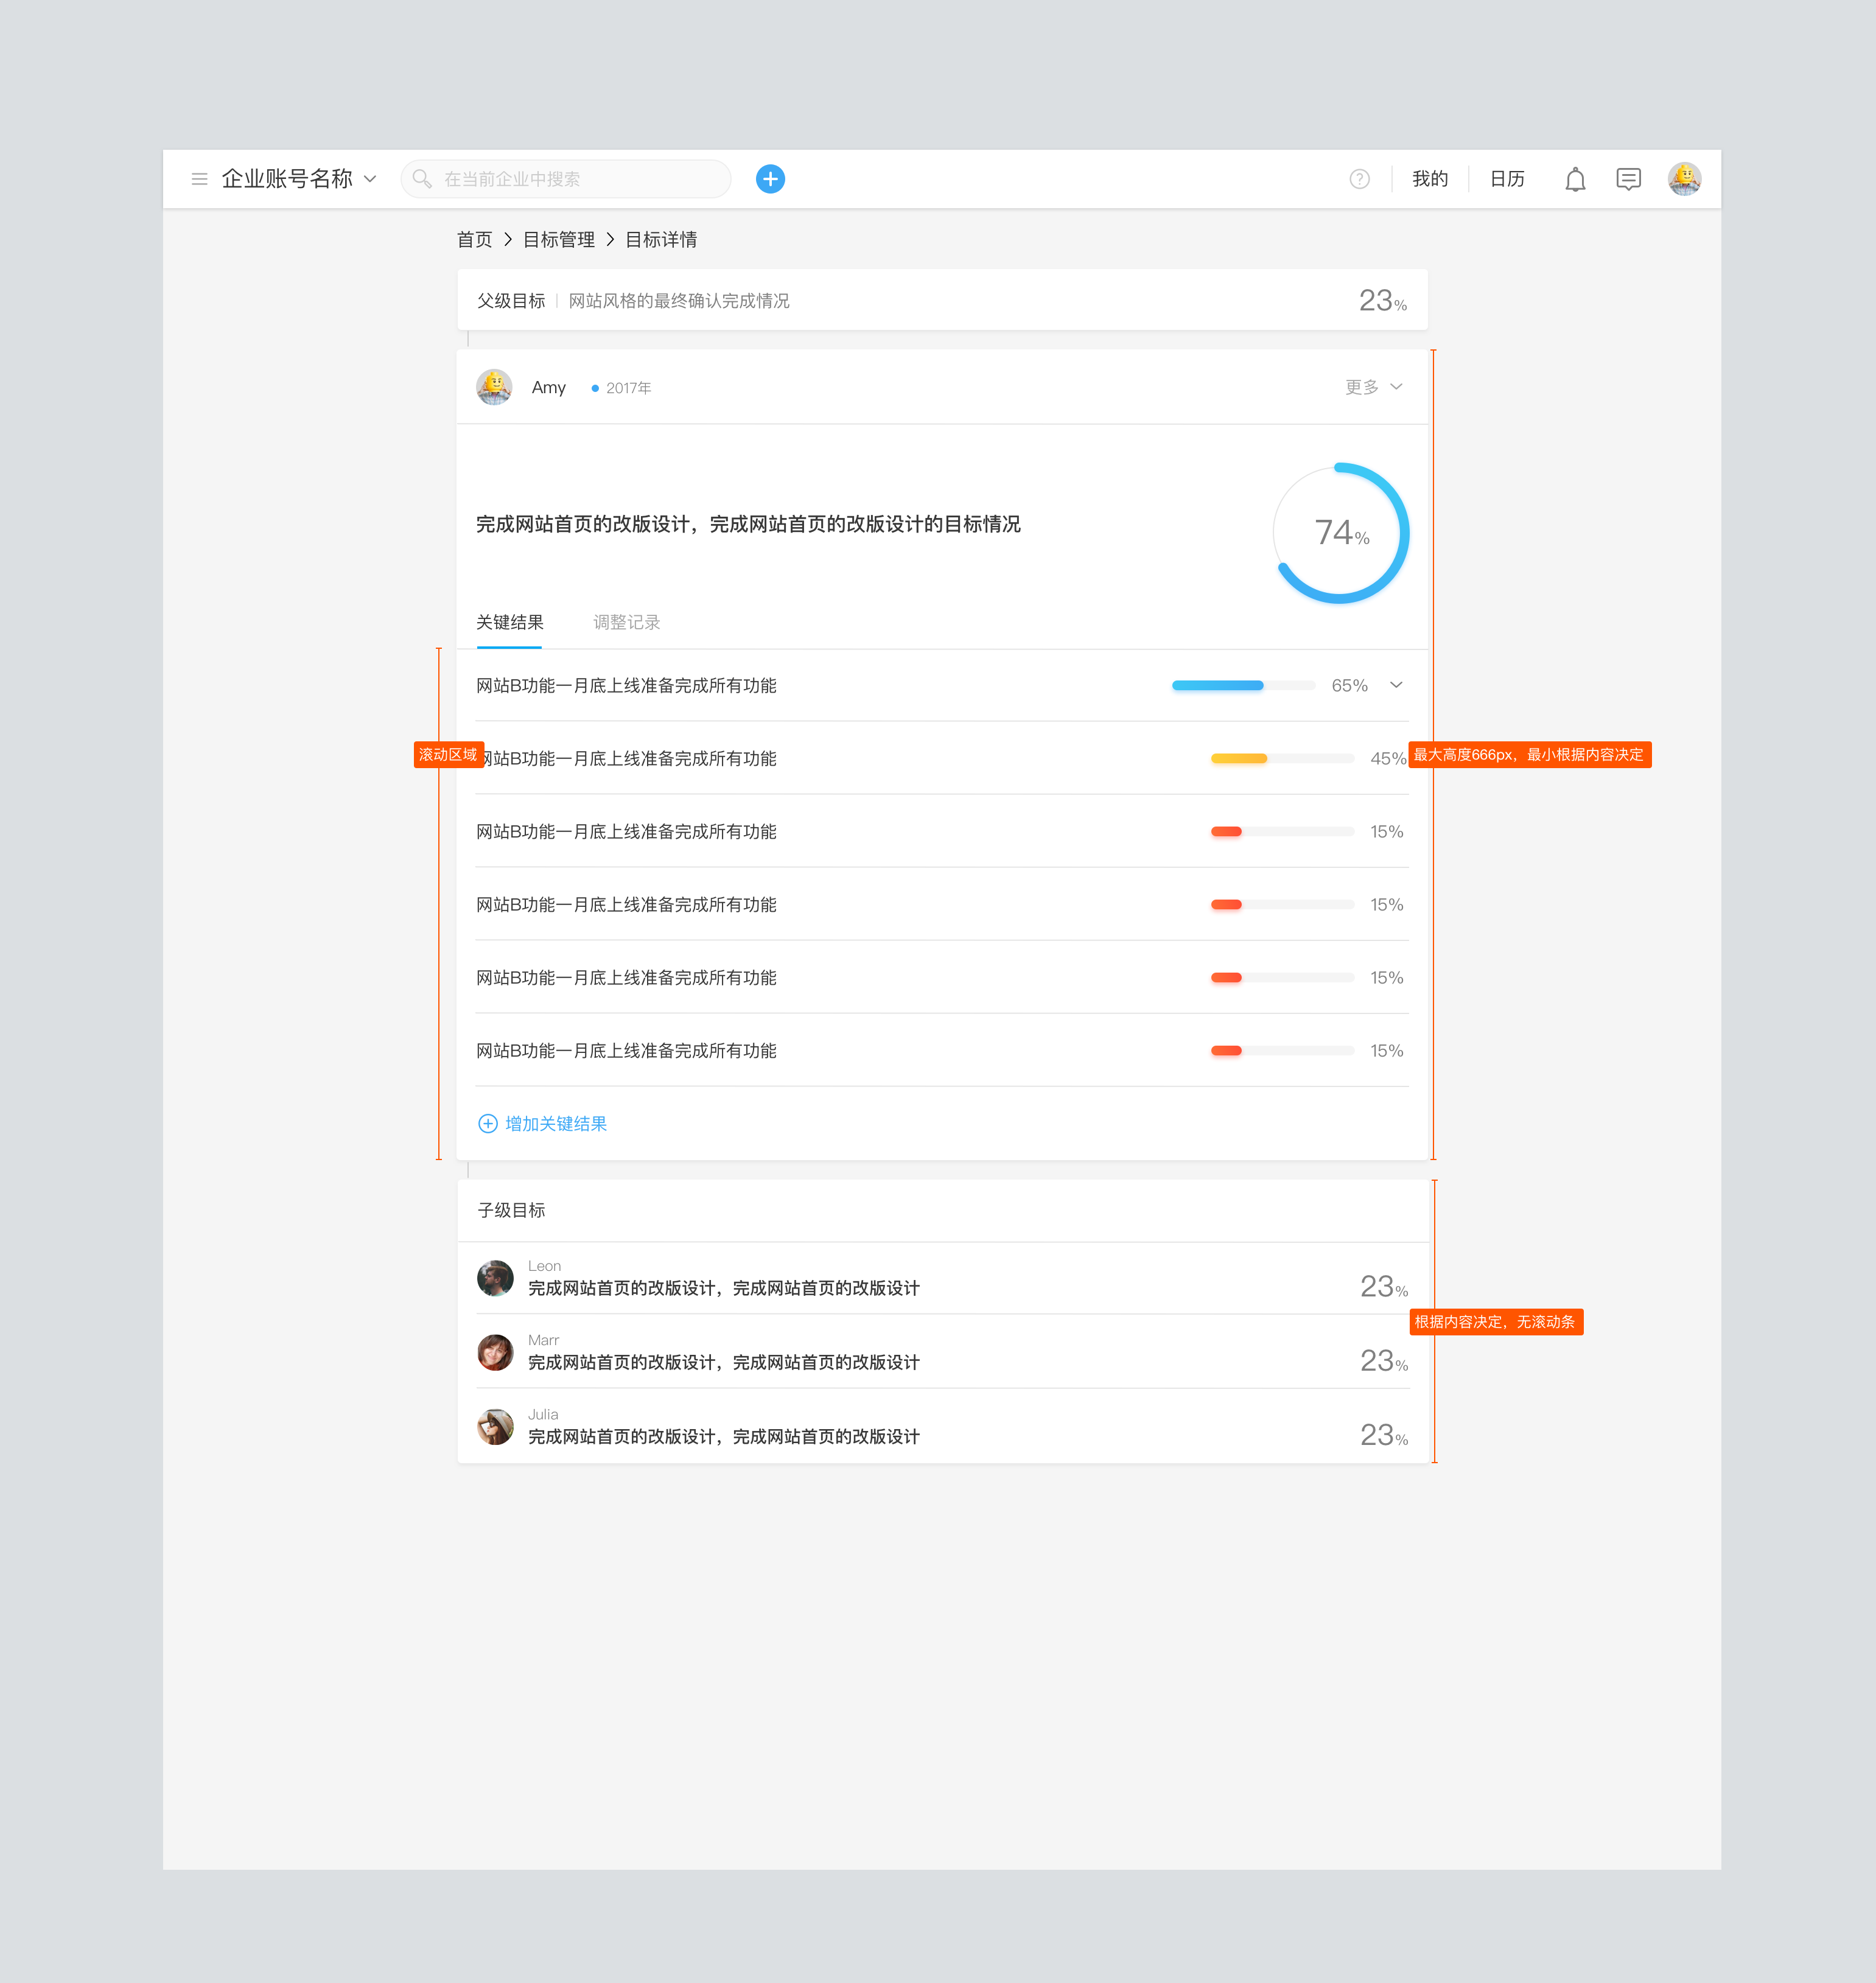 企业账号名称
在当前企业中搜索
?
我的
日历
首页 > 目标管理 > 目标详情
父级目标 | 网站风格的最终确认完成情况
23%
Amy
2017年
更多
完成网站首页的改版设计，完成网站首页的改版设计的目标情况
74%
关键结果
调整记录
网站B功能一月底上线准备完成所有功能
65%
滚动区域
网站B功能一月底上线准备完成所有功能
45%
最大高度666px，最小根据内容决定
网站B功能一月底上线准备完成所有功能
15%
网站B功能一月底上线准备完成所有功能
15%
网站B功能一月底上线准备完成所有功能
15%
网站B功能一月底上线准备完成所有功能
15%
增加关键结果
子级目标
Leon
完成网站首页的改版设计，完成网站首页的改版设计
23%
根据内容决定，无滚动条
Marr
完成网站首页的改版设计，完成网站首页的改版设计
23%
Julia
完成网站首页的改版设计，完成网站首页的改版设计
23%